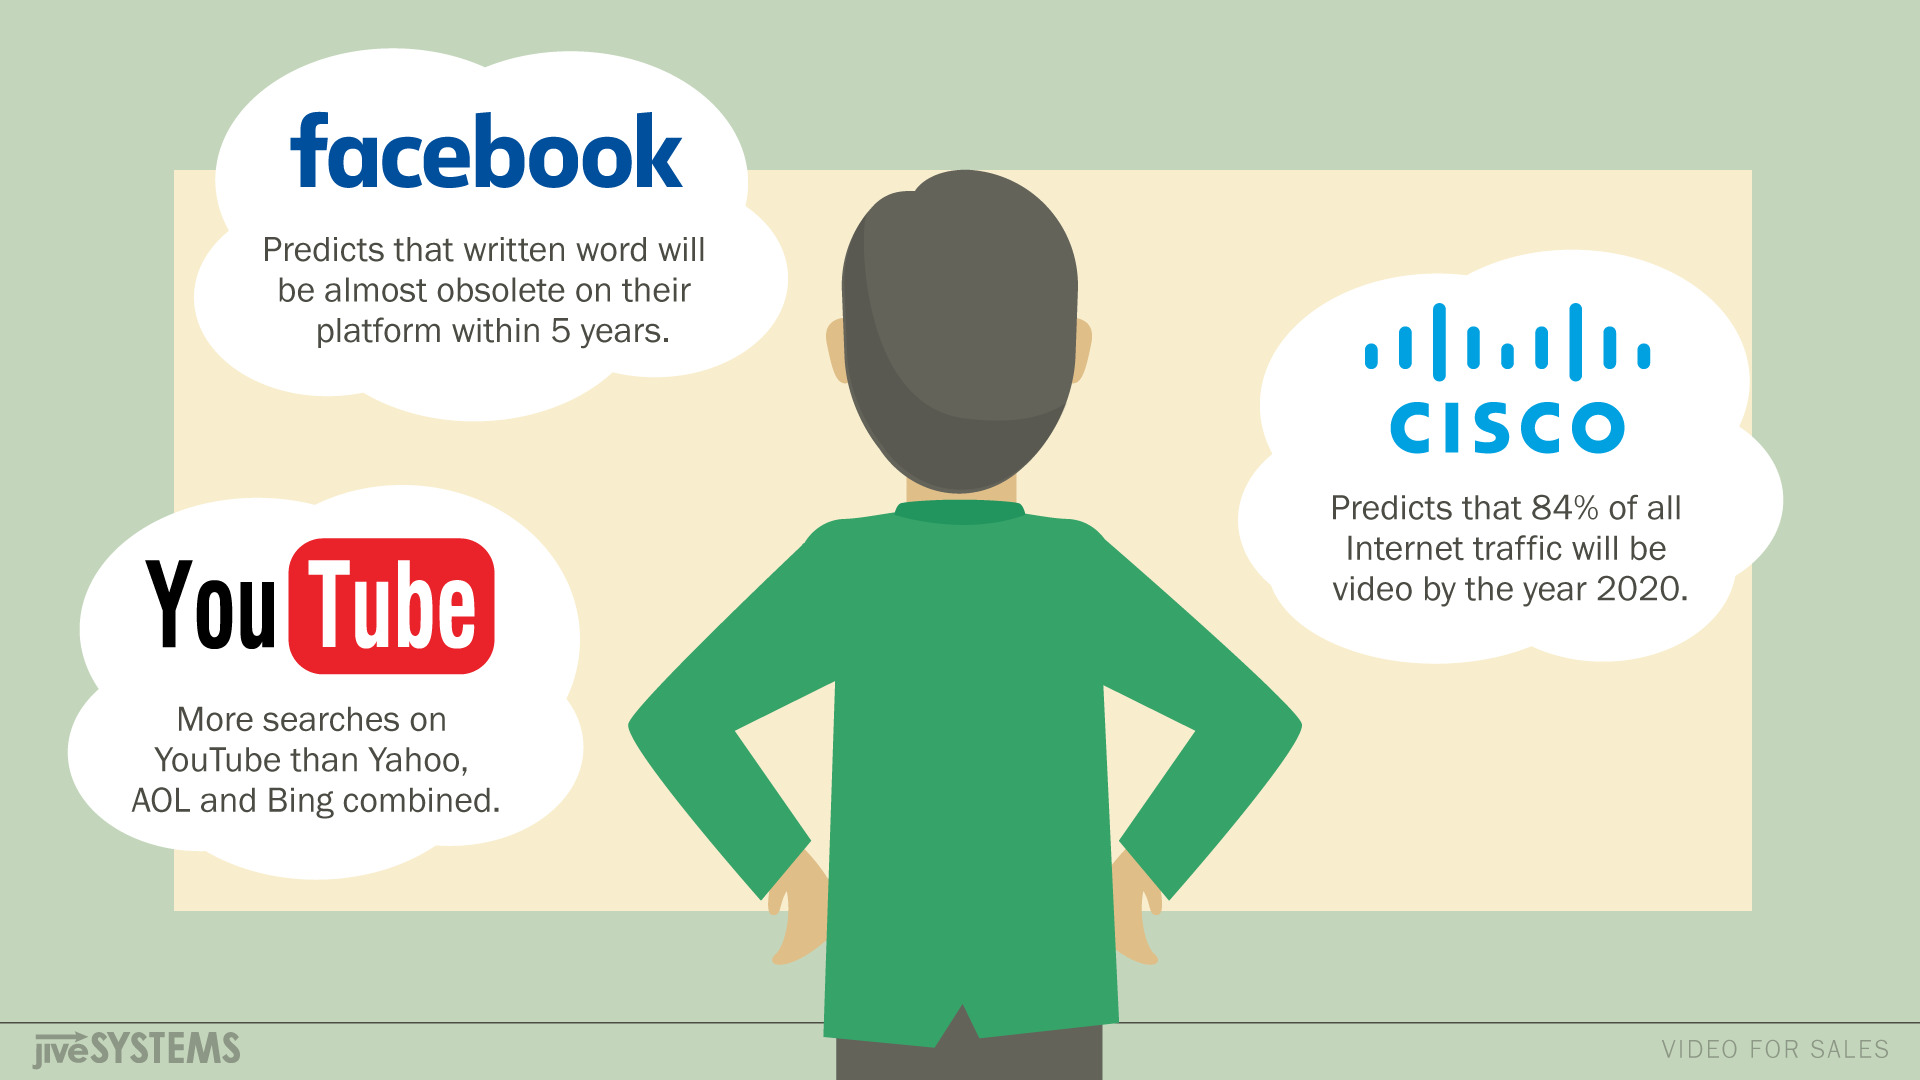 facebook
Predicts that written word will
be almost obsolete on their
platform within 5 years.
YouTube
More searches on
YouTube than Yahoo,
AOL and Bing combined.
CISCO
Predicts that 84% of all
Internet traffic will be
video by the year 2020.
jiveSYSTEMS
VIDEO FOR SALES